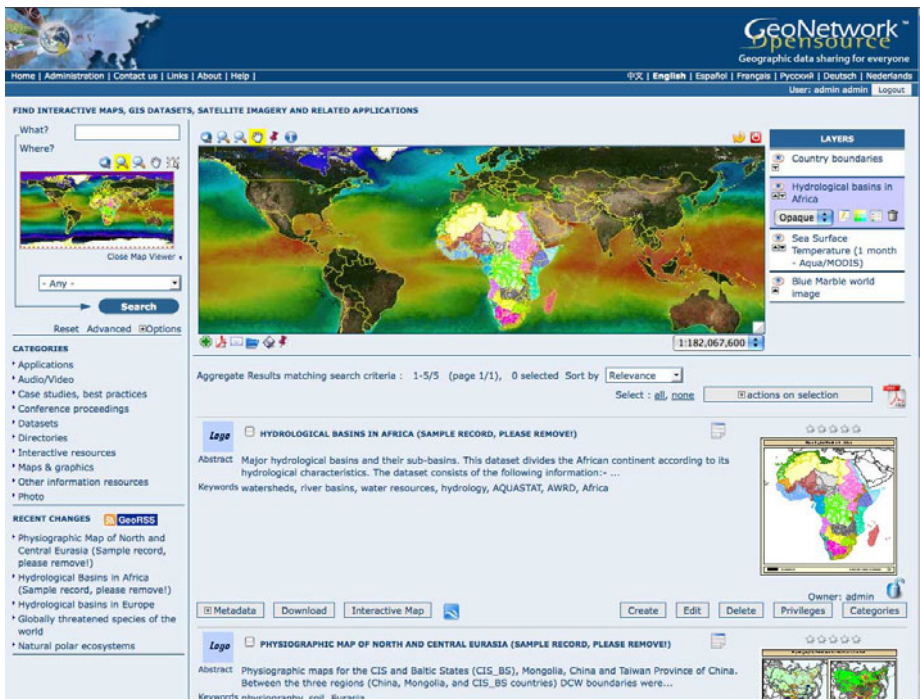 GeoNetwork™
Opensource
Geographic data sharing for everyone
Home | Administration | Contact us | Links | About | Help |
中文 | English | Español | Français | Русский | Deutsch | Nederlands
User: admin admin Logout
FIND INTERACTIVE MAPS, GIS DATASETS, SATELLITE IMAGERY AND RELATED APPLICATIONS
What?
Where?
Close Map Viewer
- Any -
Search
Reset Advanced Options
CATEGORIES
Applications
Audio/Video
Case studies, best practices
Conference proceedings
Datasets
Directories
Interactive resources
Maps & graphics
Other information resources
Photo
RECENT CHANGES GeoRSS
Physiographic Map of North and
Central Eurasia (Sample record,
please remove!)
Hydrological Basins in Africa
(Sample record, please remove!)
Hydrological basins in Europe
Globally threatened species of the
world
Natural polar ecosystems
1:182,067,600
LAYERS
Country boundaries
Hydrological basins in
Africa
Opaque
Sea Surface
Temperature (1 month
- Aqua/MODIS)
Blue Marble world
image
Aggregate Results matching search criteria : 1-5/5 (page 1/1), 0 selected Sort by Relevance
Select : all, none actions on selection
Logo HYDROLOGICAL BASINS IN AFRICA (SAMPLE RECORD, PLEASE REMOVE!)
Abstract Major hydrological basins and their sub-basins. This dataset divides the African continent according to its
hydrological characteristics. The dataset consists of the following information:- ...
Keywords watersheds, river basins, water resources, hydrology, AQUASTAT, AWRD, Africa
Owner: admin
Metadata Download Interactive Map Create Edit Delete Privileges Categories
Logo PHYSIOGRAPHIC MAP OF NORTH AND CENTRAL EURASIA (SAMPLE RECORD, PLEASE REMOVE!)
Abstract Physiographic maps for the CIS and Baltic States (CIS_BS), Mongolia, China and Taiwan Province of China.
Between the three regions (China, Mongolia, and CIS_BS countries) DCW boundaries were...
Keywords physiography, soil, Eurasia